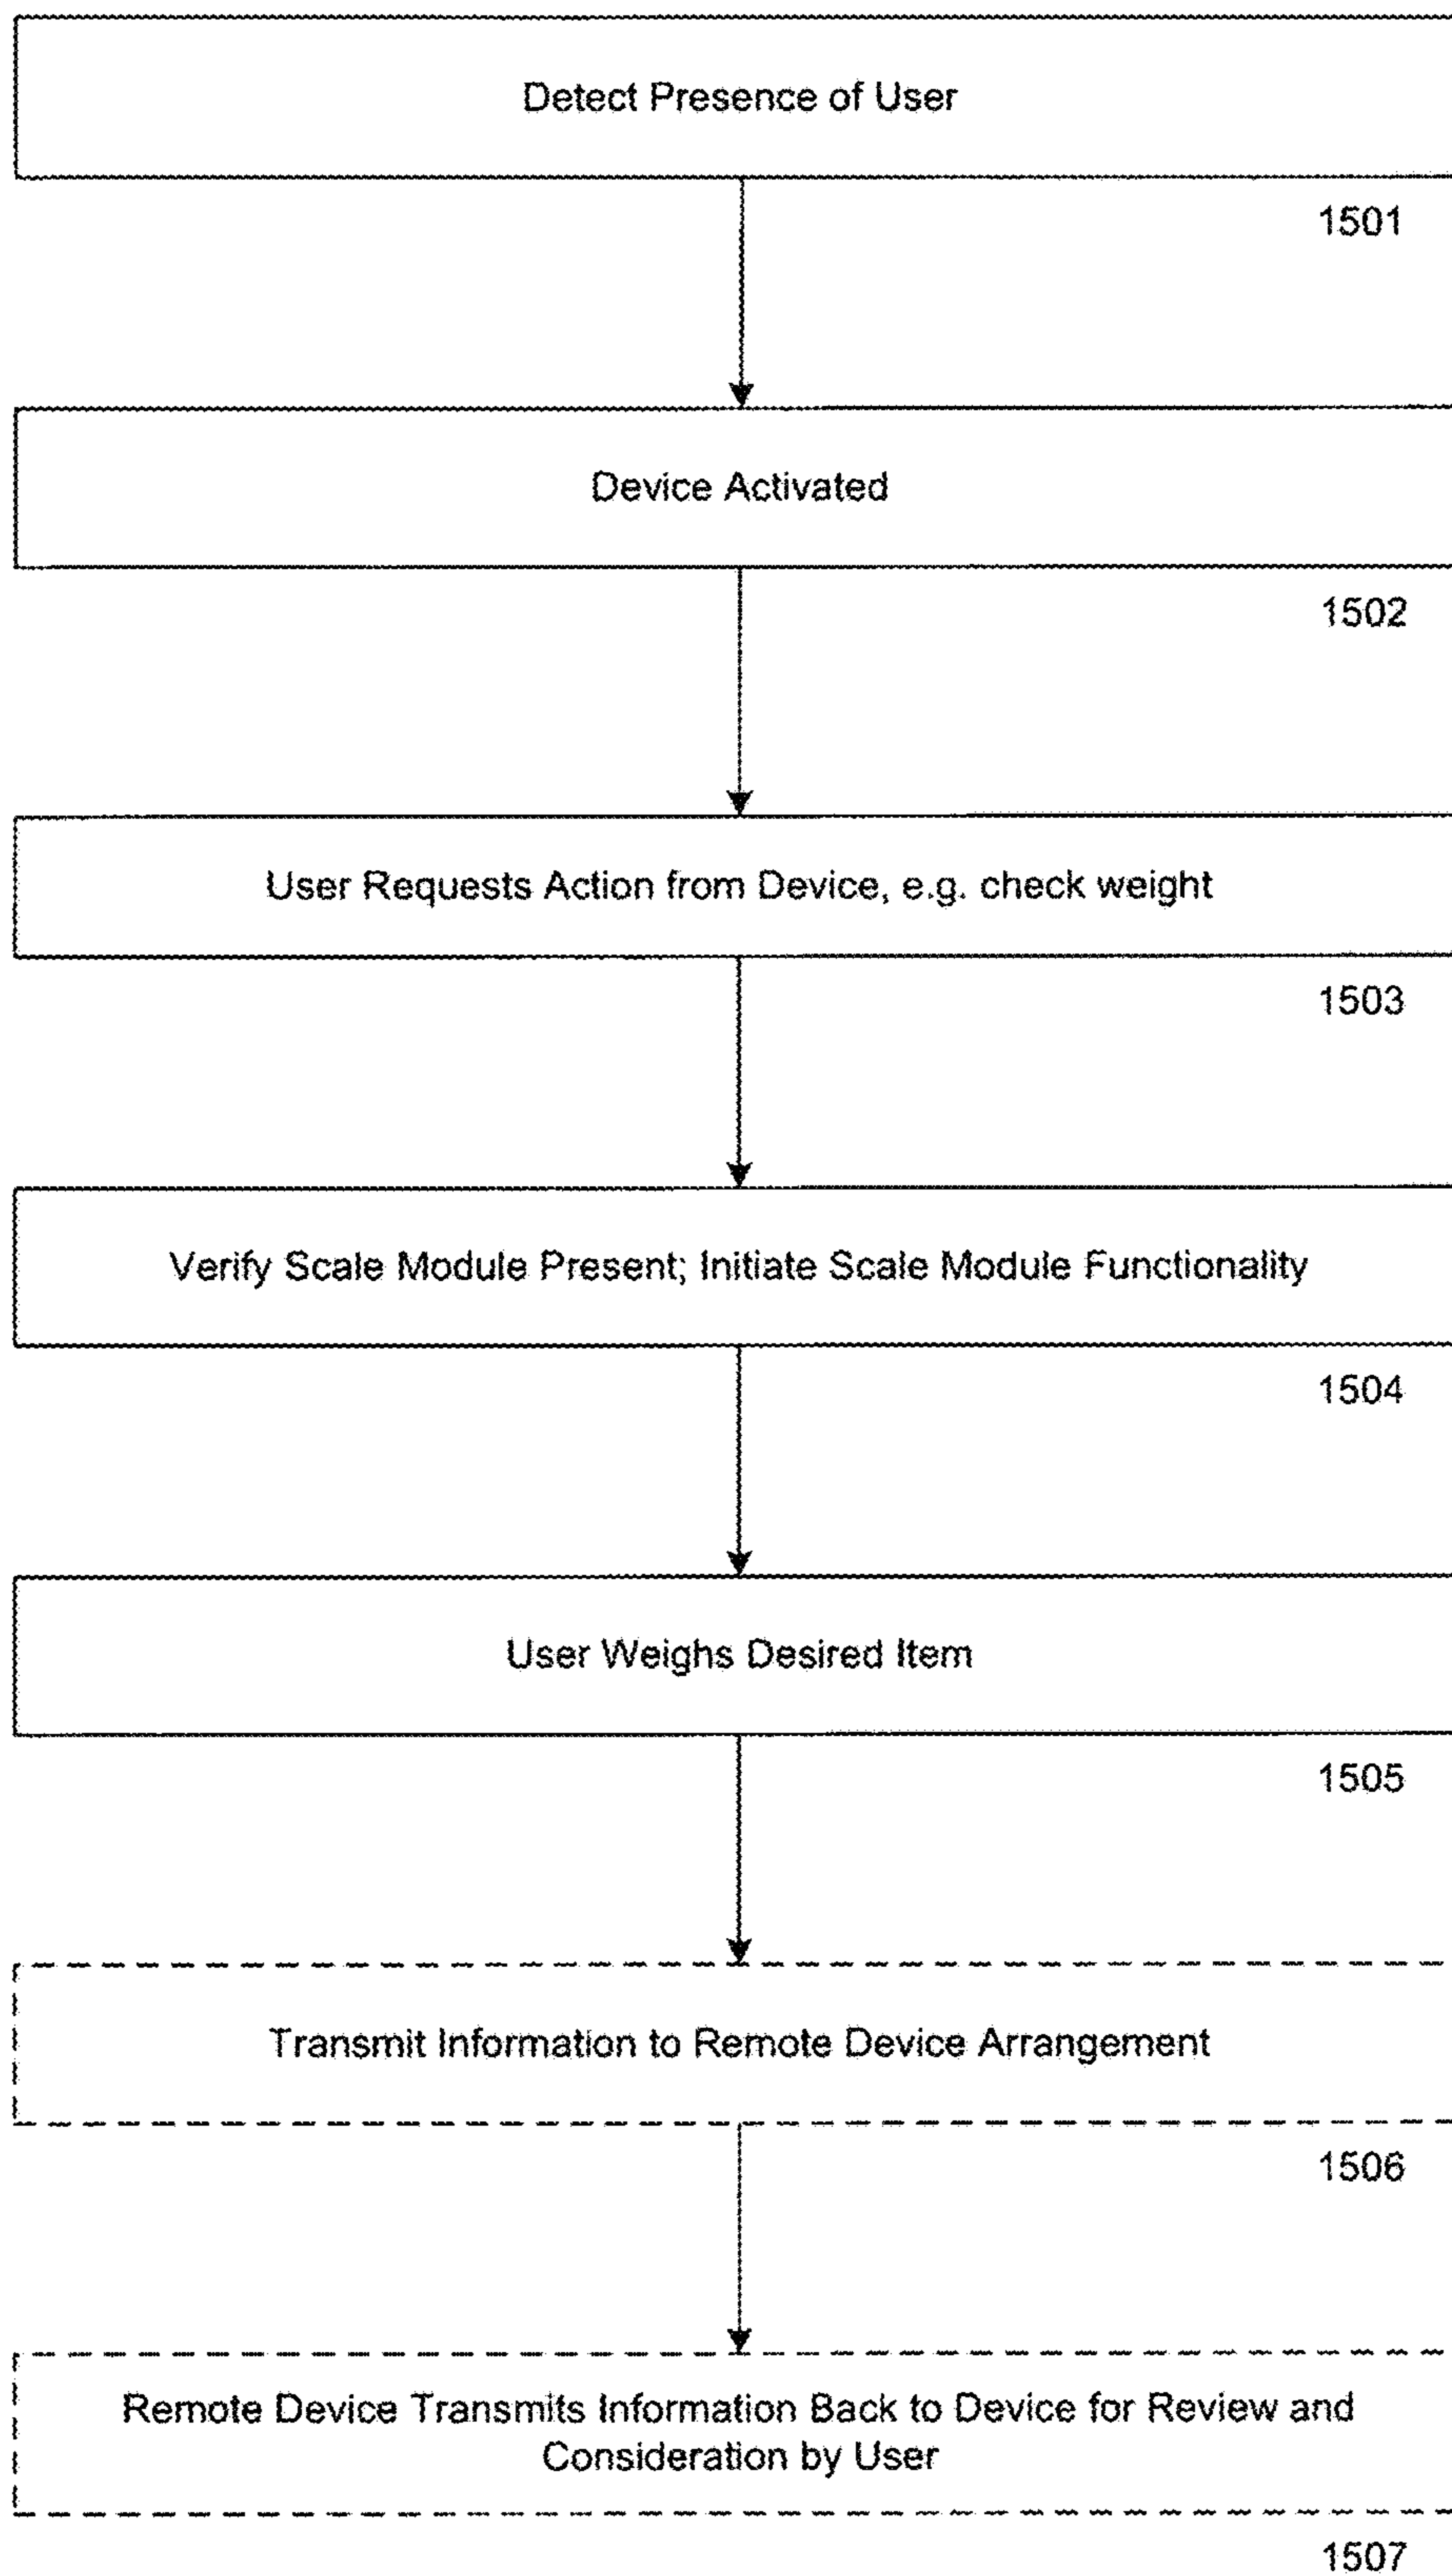 Detect Presence of User
1501
Device Activated
1502
User Requests Action from Device, e.g. check weight
1503
Verify Scale Module Present; Initiate Scale Module Functionality
1504
User Weighs Desired Item
1505
Transmit Information to Remote Device Arrangement
1506
Remote Device Transmits Information Back to Device for Review and
Consideration by User
1507